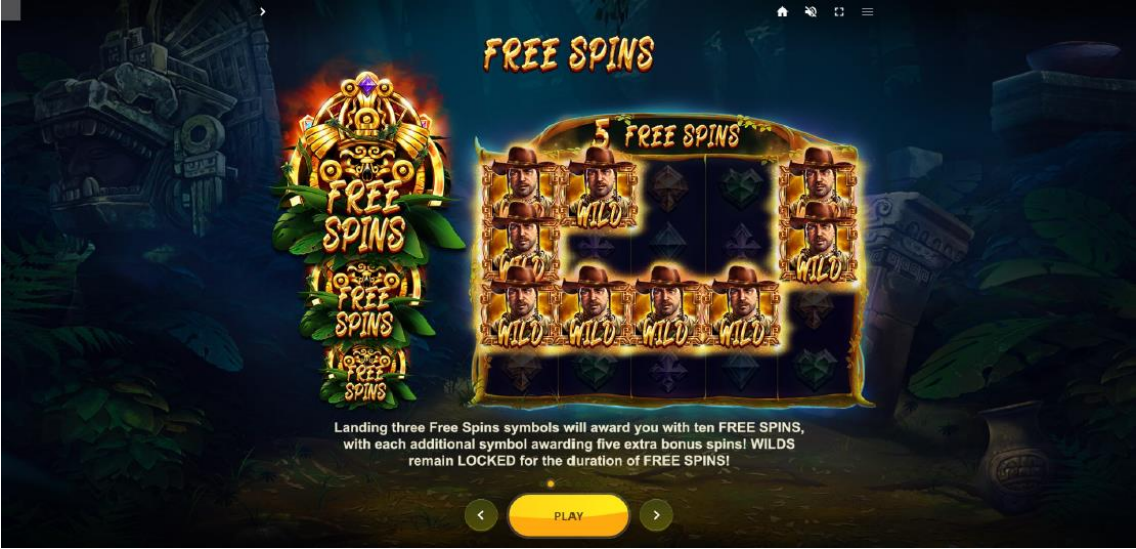 FREE SPINS
FREE
SPINS
FREE
SPINS
FREE
SPINS
5 FREE SPINS
WILD
WILD
WILD
WILD
WILD
WILD
WILD
WILD
Landing three Free Spins symbols will award you with ten FREE SPINS,
with each additional symbol awarding five extra bonus spins! WILDS
remain LOCKED for the duration of FREE SPINS!
PLAY